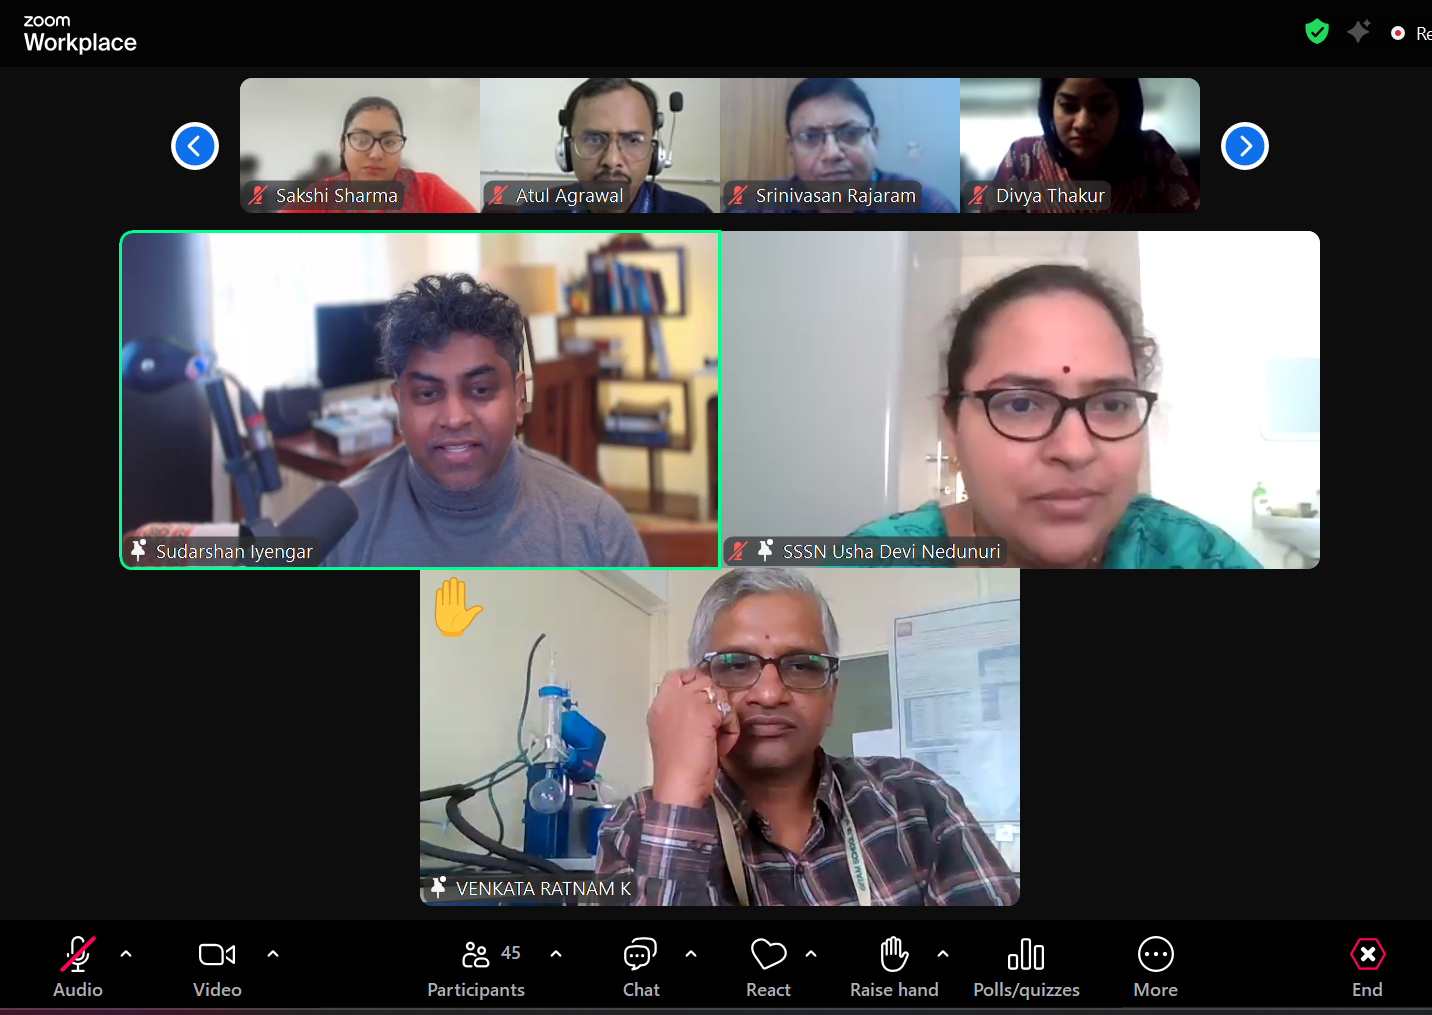 zoom
Workplace
Re
Sakshi Sharma
Atul Agrawal
Srinivasan Rajaram
Divya Thakur
Sudarshan Iyengar
SSSN Usha Devi Nedunuri
VENKATA RATNAM K
45
Audio
Video
Participants
Chat
React
Raise hand
Polls/quizzes
More
End